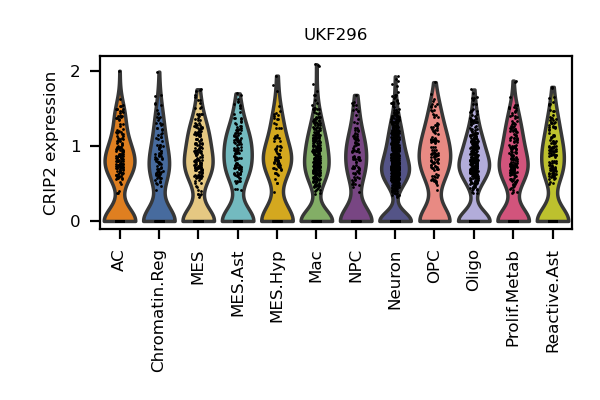 UKF296
CRIP2 expression
2
1
0
AC
Chromatin.Reg
MES
MES.Ast
MES.Hyp
Mac
NPC
Neuron
OPC
Oligo
Prolif.Metab
Reactive.Ast